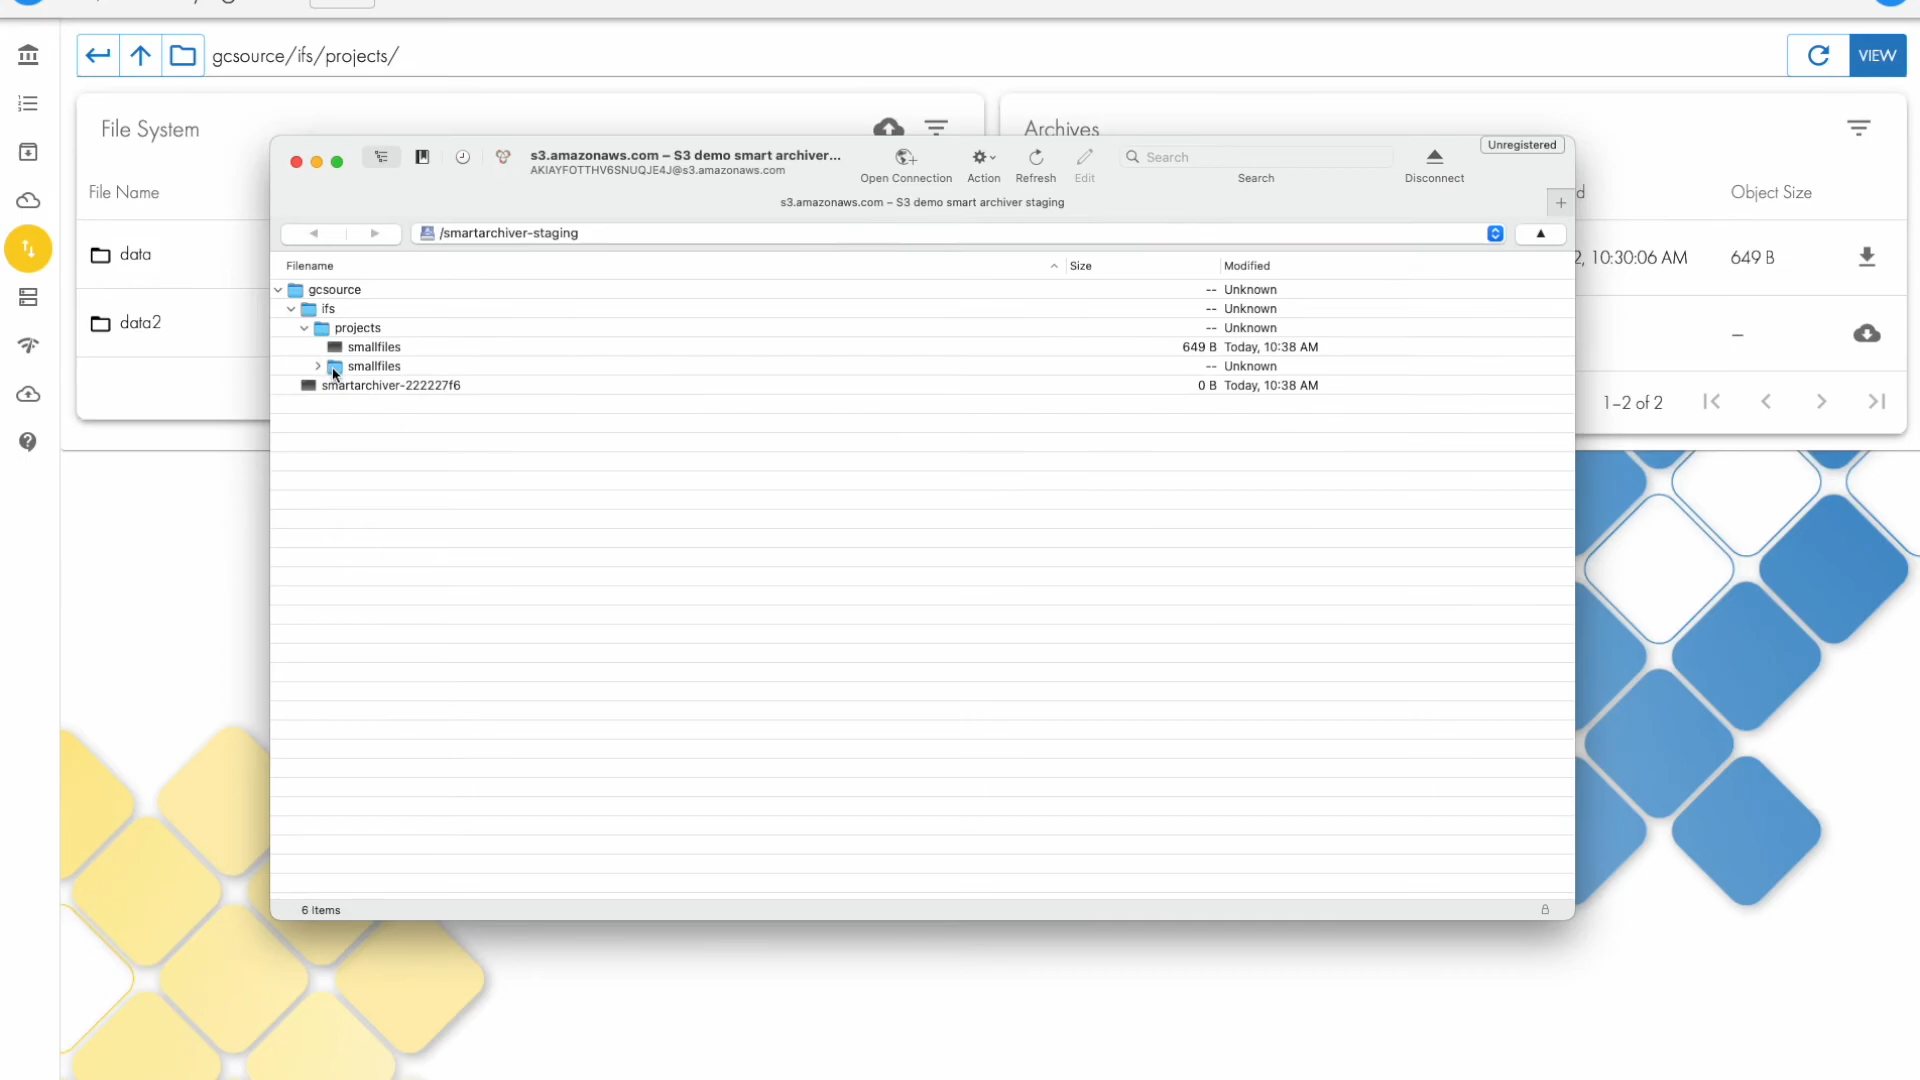 gcsource/ifs/projects/
VIEW
File System
Archives
File Name
Object Size
data
data2
2, 10:30:06 AM
649 B
–
1–2 of 2
Unregistered
s3.amazonaws.com – S3 demo smart archiver...
AKIAYFOTTHV6SNUQJE4J@s3.amazonaws.com
Open Connection
Action
Refresh
Edit
Search
Search
Disconnect
s3.amazonaws.com – S3 demo smart archiver staging
/smartarchiver-staging
Filename
Size
Modified
gcsource -- Unknown
ifs -- Unknown
projects -- Unknown
smallfiles 649 B Today, 10:38 AM
smallfiles -- Unknown
smartarchiver-222227f6 0 B Today, 10:38 AM
6 Items